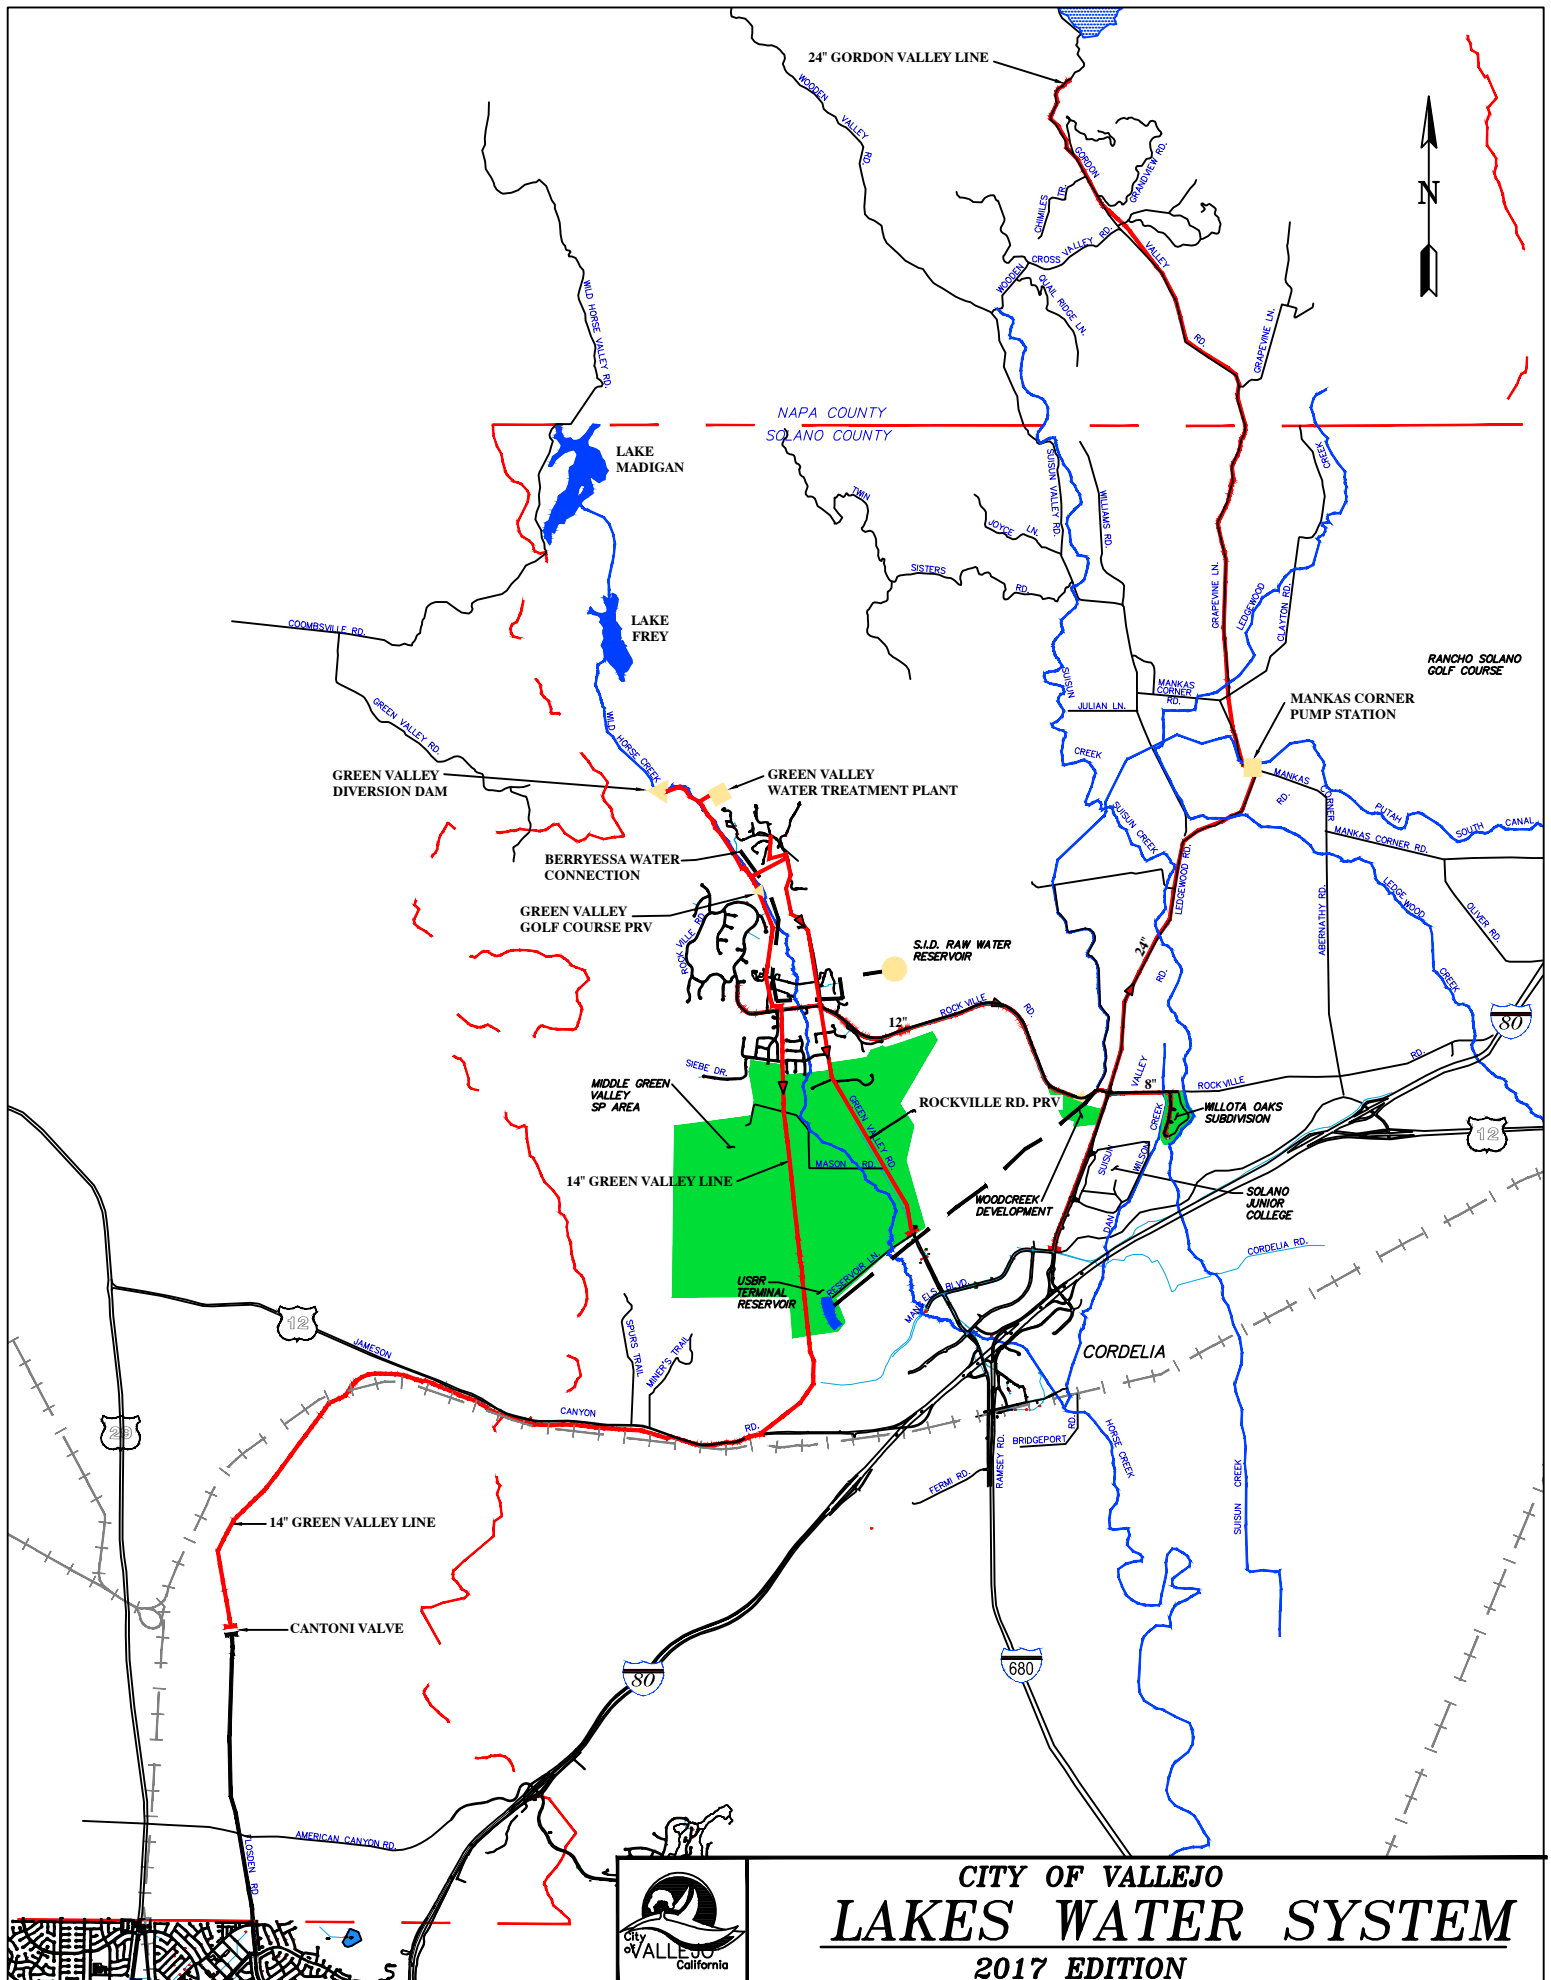 24" GORDON VALLEY LINE
WOODEN
VALLEY
RD.
GORDON
GRANDVIEW RD.
CHIMILES
TR.
N
WOODEN
CROSS
VALLEY RD.
VALLEY
QUAIL RIDGE LN.
WILD HORSE VALLEY RD.
RD.
GRAPEVINE LN.
NAPA COUNTY
SOLANO COUNTY
LAKE
MADIGAN
TWIN
SISTERS
RD.
JOYCE
LN.
SUISUN VALLEY RD.
WILLIAMS RD.
CREEK
LEDGEWOOD
GRAPEVINE LN.
CLAYTON RD.
COOMBSVILLE RD.
LAKE
FREY
RANCHO SOLANO
GOLF COURSE
SUISUN
MANKAS
CORNER
RD.
JULIAN LN.
MANKAS CORNER
PUMP STATION
GREEN VALLEY RD.
WILD HORSE CREEK
CREEK
GREEN VALLEY
DIVERSION DAM
GREEN VALLEY
WATER TREATMENT PLANT
MANKAS
CORNER
RD.
PUTAH
SOUTH
CANAL
SUISUN CREEK
MANKAS CORNER RD.
BERRYESSA WATER
CONNECTION
LEDGEWOOD RD.
LEDGE WOOD
CREEK
ABERNATHY RD.
OLIVER RD.
GREEN VALLEY
GOLF COURSE PRV
ROCK VILLE RD.
S.I.D. RAW WATER
RESERVOIR
24"
RD.
80
12"
ROCK VILLE
RD.
SIEBE DR.
MIDDLE GREEN
VALLEY
SP AREA
VALLEY
8"
ROCKVILLE
RD.
ROCKVILLE RD. PRV
WILLOTA OAKS
SUBDIVISION
12
CREEK
GREEN VALLEY RD.
MASON
RD.
SUISUN
WILSON
14" GREEN VALLEY LINE
WOODCREEK
DEVELOPMENT
SOLANO
JUNIOR
COLLEGE
DAN
CORDELIA RD.
RESERVOIR LN.
USBR
TERMINAL
RESERVOIR
MANGELS
BLVD.
12
JAMESON
SPURS TRAIL
MINER'S TRAIL
CORDELIA
CANYON
RD.
29
BRIDGEPORT
RD.
RAMSEY RD.
FERMI RD.
HORSE CREEK
SUISUN
CREEK
14" GREEN VALLEY LINE
CANTONI VALVE
80
680
AMERICAN CANYON RD.
FLOSDEN RD
City
of
VALLEJO
California
CITY OF VALLEJO
LAKES WATER SYSTEM
2017 EDITION